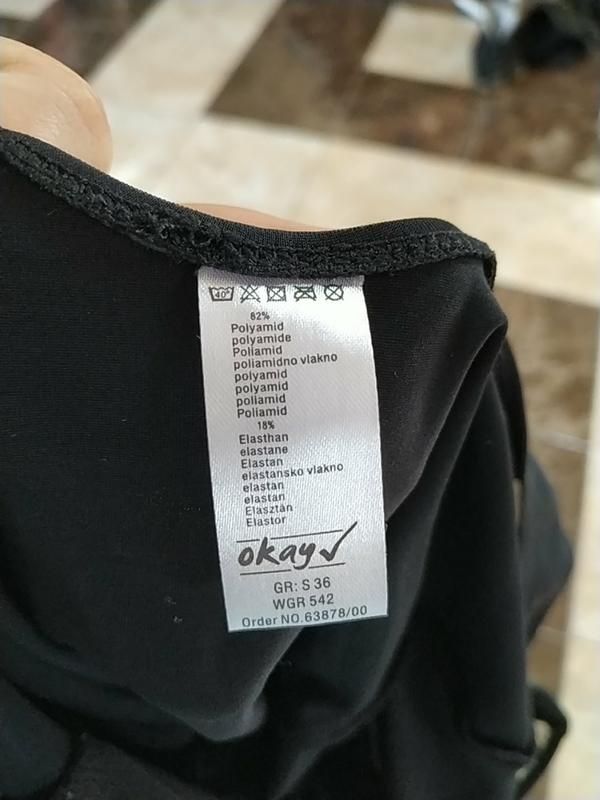 40°
82%
Polyamid
polyamide
Poliamid
poliamidno vlakno
polyamid
polyamid
poliamid
Poliamid
18%
Elasthan
elastane
Elastan
elastansko vlakno
elastan
elastan
Elasztán
Elastor
okay
GR: S 36
WGR 542
Order NO.63878/00